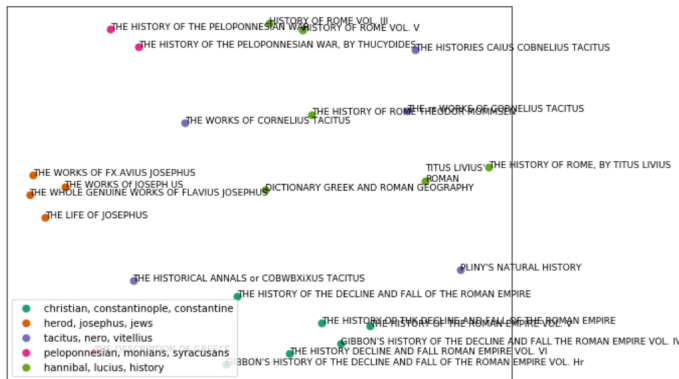 HISTORY OF ROME VOL. III
THE HISTORY OF THE PELOPONNESIAN WAR
HISTORY OF ROME VOL. V
THE HISTORY OF THE PELOPONNESIAN WAR, BY THUCYDIDES
THE HISTORIES CAIUS COBNELIUS TACITUS
WORKS OF CORNELIUS TACITUS
THE HISTORY OF ROME THEODOR MOMMSEN
THE WORKS OF CORNELIUS TACITUS
TITUS LIVIUS'
ROMAN
THE HISTORY OF ROME, BY TITUS LIVIUS
THE WORKS OF FX.AVIUS JOSEPHUS
THE WORKS Of JOSEPH US
THE WHOLE GENUINE WORKS OF FLAVIUS JOSEPHUS
DICTIONARY GREEK AND ROMAN GEOGRAPHY
THE LIFE OF JOSEPHUS
PLINY'S NATURAL HISTORY
THE HISTORICAL ANNALS or COBWBXiXUS TACITUS
THE HISTORY OF THE DECLINE AND FALL OF THE ROMAN EMPIRE
THE HISTORY OF THK DECLINE AND FALL OF THE ROMAN EMPIRE
THE HISTORY OF THE ROMAN EMPIRE VOL. V
GIBBON'S HISTORY OF THE DECLINE AND FALL THE ROMAN EMPIRE VOL. IV
THE DESCRIPTION OF GREECE
THE HISTORY DECLINE AND FALL ROMAN EMPIRE VOL. VI
GIBBON'S HISTORY OF THE DECLINE AND FALL OF THE ROMAN EMPIRE VOL. Hr
christian, constantinople, constantine
herod, josephus, jews
tacitus, nero, vitellius
peloponnesian, monians, syracusans
hannibal, lucius, history